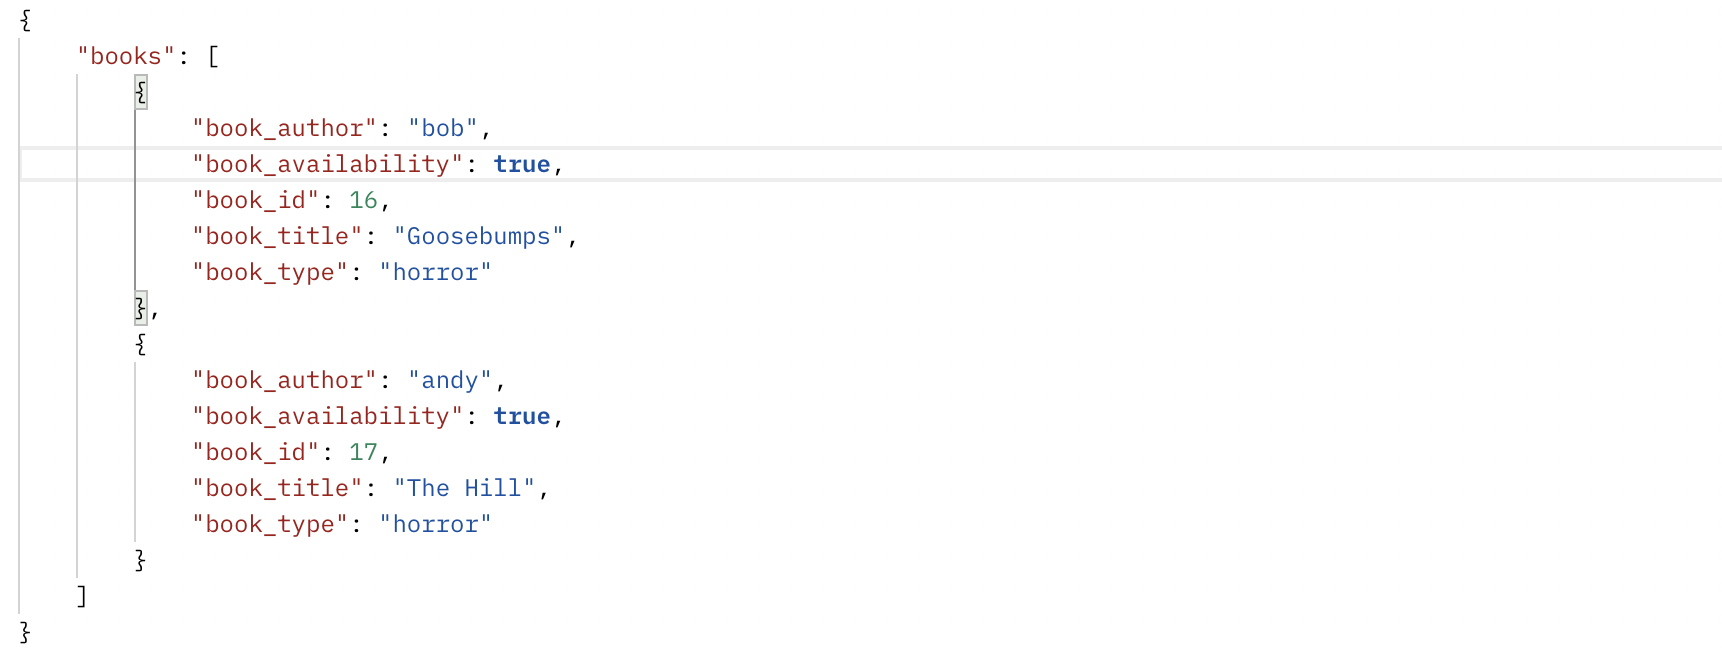 {
    "books": [
        {
            "book_author": "bob",
            "book_availability": true,
            "book_id": 16,
            "book_title": "Goosebumps",
            "book_type": "horror"
        },
        {
            "book_author": "andy",
            "book_availability": true,
            "book_id": 17,
            "book_title": "The Hill",
            "book_type": "horror"
        }
    ]
}